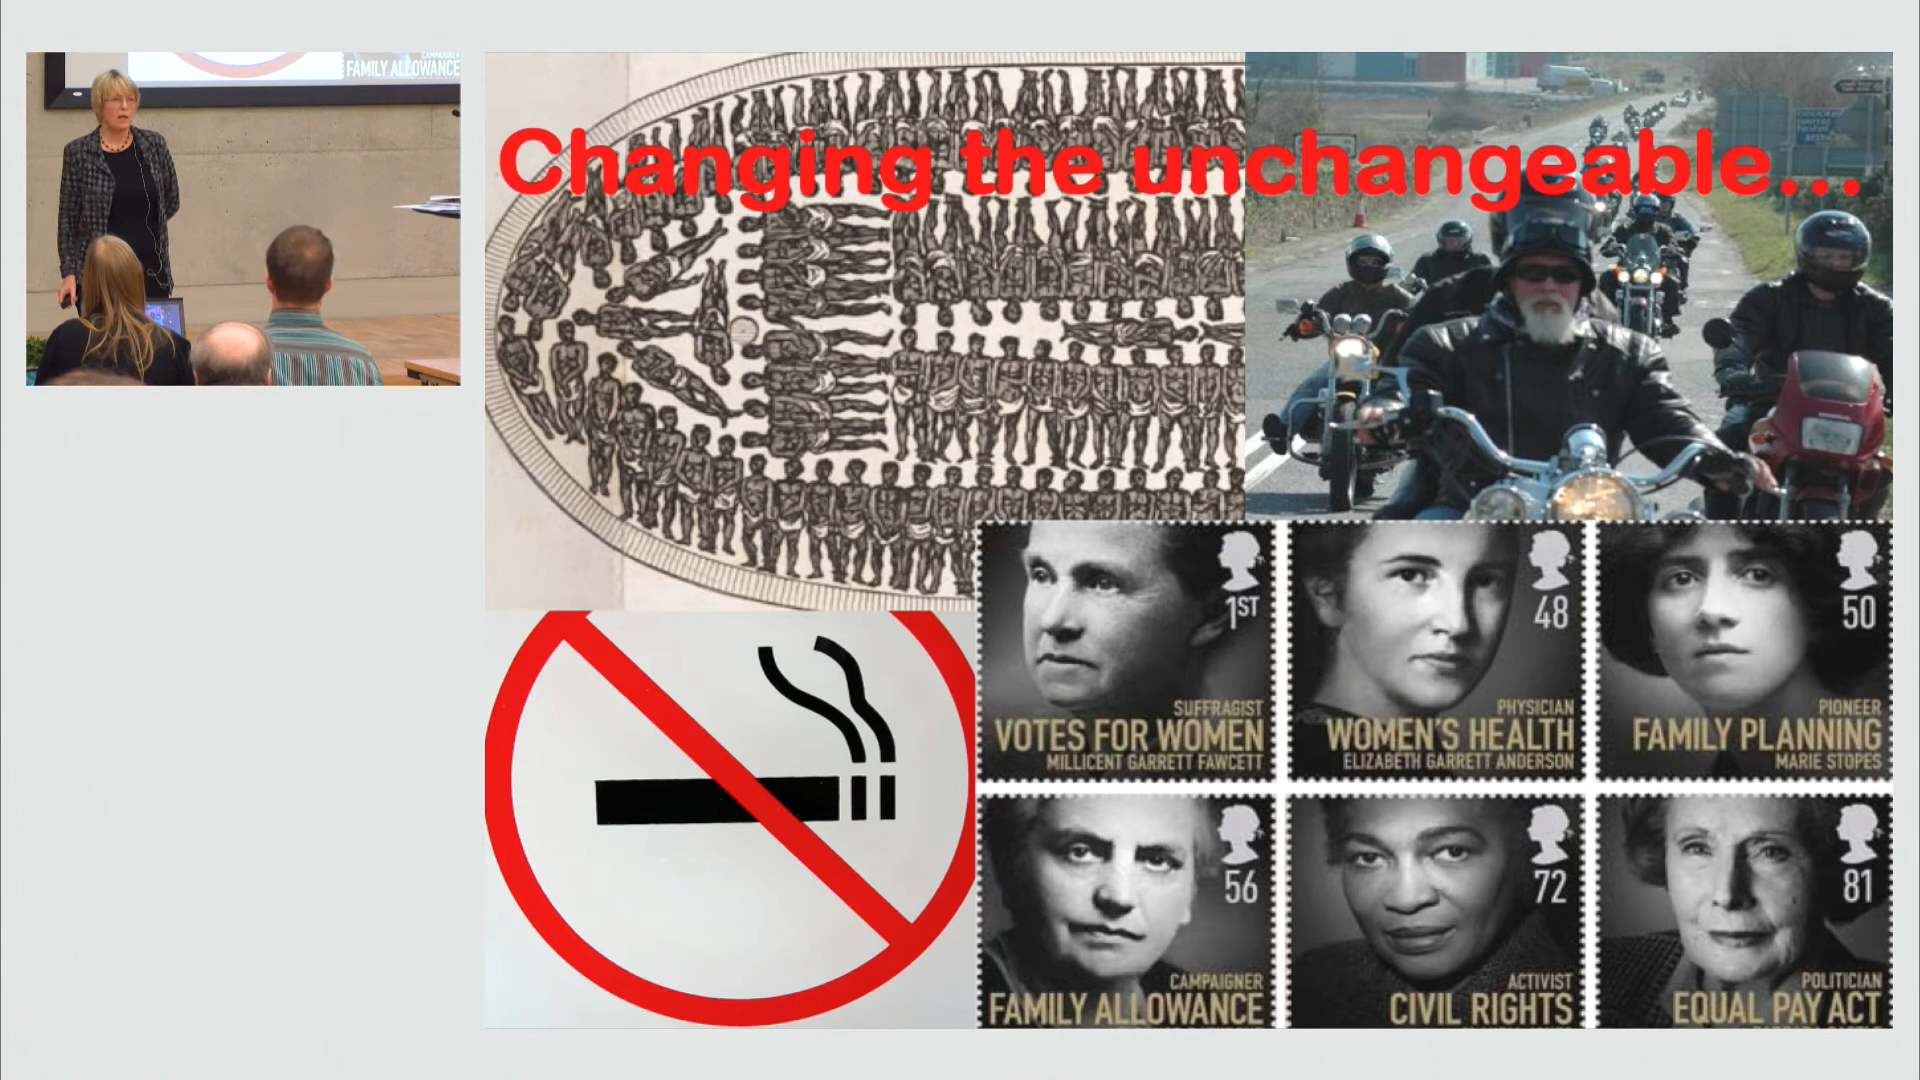 CAMPAIGNER
FAMILY ALLOWANCE
Changing the unchangeable...
1ST
SUFFRAGIST
VOTES FOR WOMEN
MILLICENT GARRETT FAWCETT
48
PHYSICIAN
WOMEN'S HEALTH
ELIZABETH GARRETT ANDERSON
50
PIONEER
FAMILY PLANNING
MARIE STOPES
56
CAMPAIGNER
FAMILY ALLOWANCE
72
ACTIVIST
CIVIL RIGHTS
81
POLITICIAN
EQUAL PAY ACT